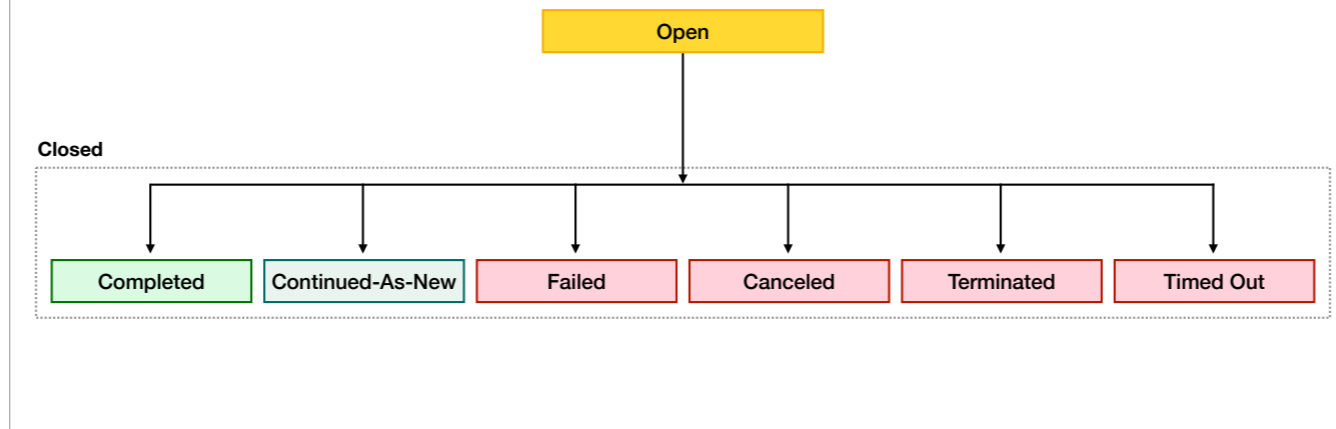 Open
Closed
Completed
Continued-As-New
Failed
Canceled
Terminated
Timed Out